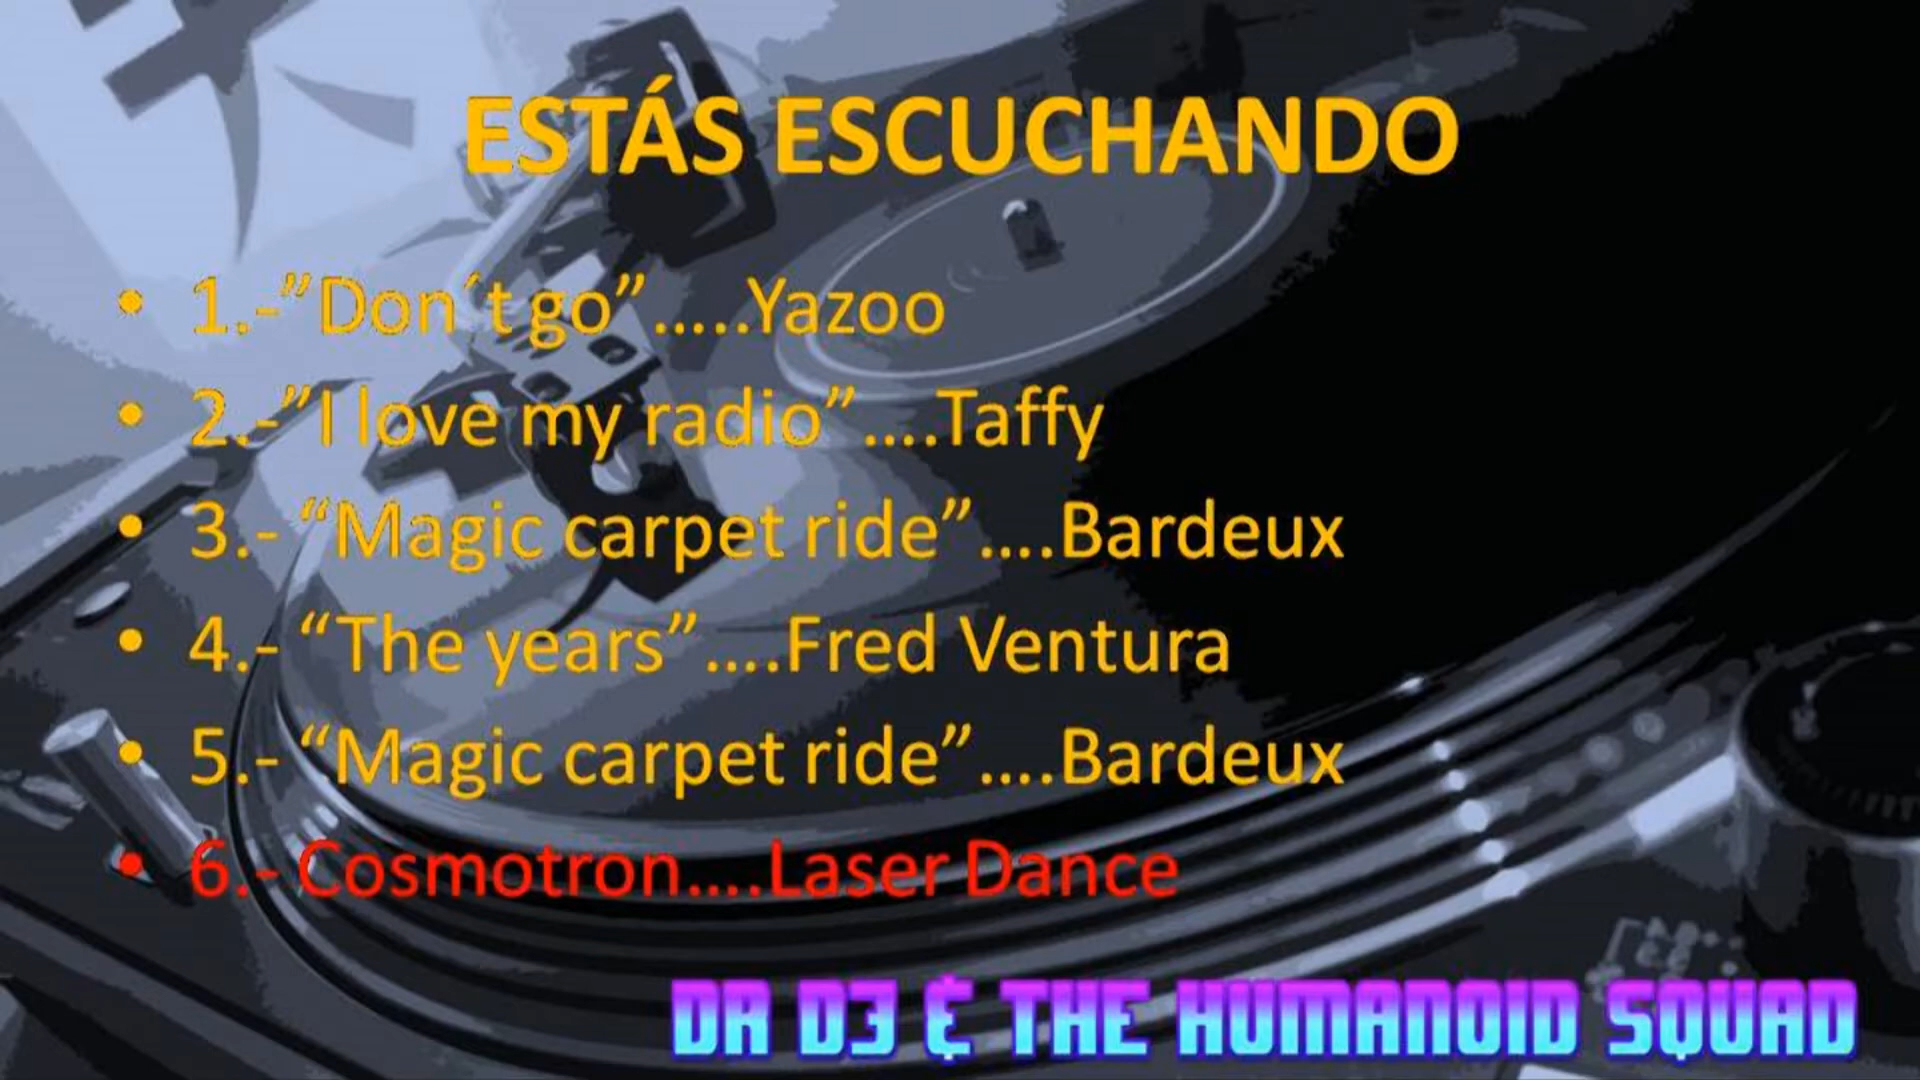 ESTÁS ESCUCHANDO
• 1.-”Don´t go” …..Yazoo
• 2.-”I love my radio” ….Taffy
• 3.- “Magic carpet ride” ….Bardeux
• 4.- “The years” ….Fred Ventura
• 5.- “Magic carpet ride” ….Bardeux
• 6.- Cosmotron….Laser Dance
DR DJ & THE HUMANOID SQUAD